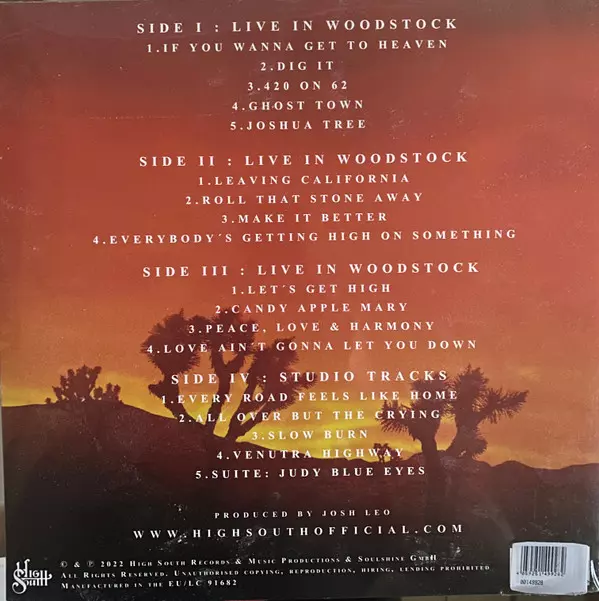 SIDE I : LIVE IN WOODSTOCK
1.IF YOU WANNA GET TO HEAVEN
2.DIG IT
3.420 ON 62
4.GHOST TOWN
5.JOSHUA TREE
SIDE II : LIVE IN WOODSTOCK
1.LEAVING CALIFORNIA
2.ROLL THAT STONE AWAY
3.MAKE IT BETTER
4.EVERYBODY´S GETTING HIGH ON SOMETHING
SIDE III : LIVE IN WOODSTOCK
1.LET´S GET HIGH
2.CANDY APPLE MARY
3.PEACE, LOVE & HARMONY
4.LOVE AIN´T GONNA LET YOU DOWN
SIDE IV : STUDIO TRACKS
1.EVERY ROAD FEELS LIKE HOME
2.ALL OVER BUT THE CRYING
3.SLOW BURN
4.VENUTRA HIGHWAY
5.SUITE: JUDY BLUE EYES
PRODUCED BY JOSH LEO
WWW.HIGHSOUTHOFFICIAL.COM
High South
© & ℗ 2022 High South Records & Music Productions & Soulshine GmbH
All Rights Reserved. Unauthorised copying, reproduction, hiring, lending prohibited
Manufactured in the EU/LC 91682